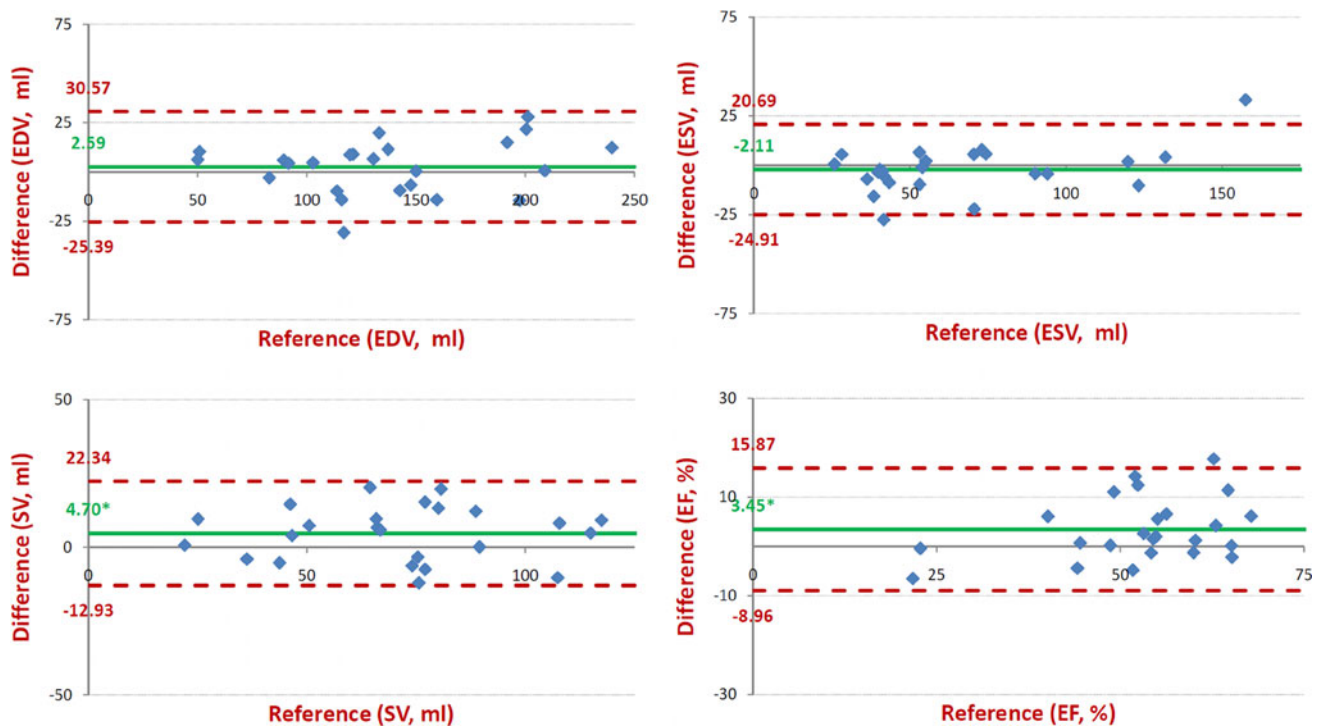 75
30.57
25
2.59
0 50 100 150 200 250
-25
-25.39
-75
Difference (EDV, ml)
Reference (EDV, ml)
75
25
20.69
-2.11
0 50 100 150
-25
-24.91
-75
Difference (ESV, ml)
Reference (ESV, ml)
50
22.34
4.70*
0
0 50 100
-12.93
-50
Difference (SV, ml)
Reference (SV, ml)
30
15.87
10
3.45*
0 25 50 75
-10
-8.96
-30
Difference (EF, %)
Reference (EF, %)